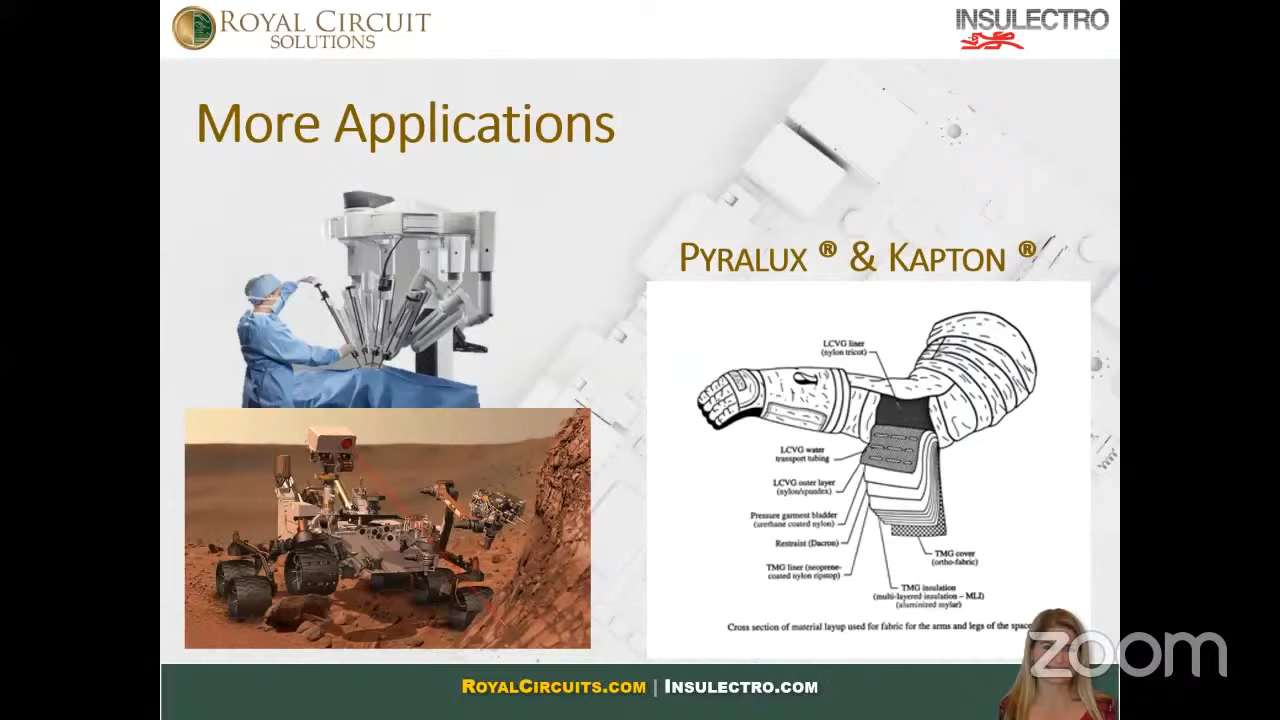 ROYAL CIRCUIT
SOLUTIONS
INSULECTRO
More Applications
PYRALUX ® & KAPTON ®
LCVG liner
(nylon tricot)
LCVG water
transport tubing
LCVG outer layer
(nylon/spandex)
Pressure garment bladder
(urethane coated nylon)
Restraint (Dacron)
TMG liner (neoprene-
coated nylon ripstop)
TMG cover
(ortho-fabric)
TMG insulation
(multi-layered insulation – MLI)
(aluminized mylar)
Cross section of material layup used for fabric for the arms and legs of the space
zoom
ROYALCIRCUITS.COM | INSULECTRO.COM